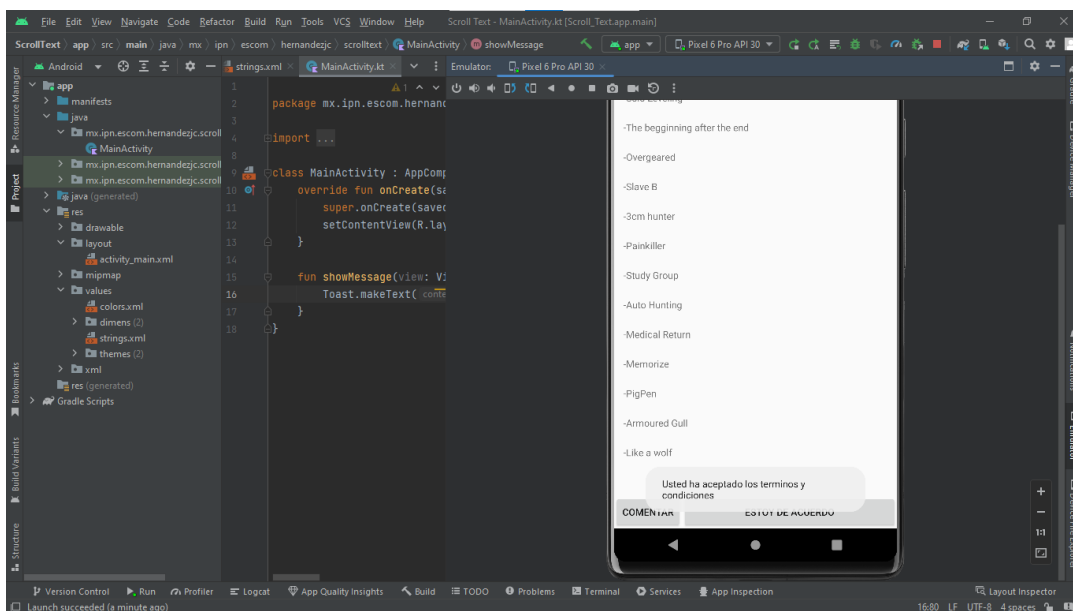 File Edit View Navigate Code Refactor Build Run Tools VCS Window Help Scroll Text - MainActivity.kt [Scroll_Text.app.main]
ScrollText app src main java mx ipn escom hernandezjc scrolltext MainActivity showMessage app Pixel 6 Pro API 30
Android strings.xml MainActivity.kt Emulator: Pixel 6 Pro API 30
Resource Manager
Project
Bookmarks
Build Variants
Structure
app
manifests
java
mx.ipn.escom.hernandezjc.scroll
MainActivity
mx.ipn.escom.hernandezjc.scroll
mx.ipn.escom.hernandezjc.scroll
java (generated)
res
drawable
layout
activity_main.xml
mipmap
values
colors.xml
dimens (2)
strings.xml
themes (2)
xml
res (generated)
Gradle Scripts
1
1
2 package mx.ipn.escom.hernand
3
4 import ...
8
9 class MainActivity : AppComp
10 override fun onCreate(sa
11 super.onCreate(saved
12 setContentView(R.lay
13 }
14
15 fun showMessage(view: Vi
16 Toast.makeText( conte
17 }
18 }
-The begginning after the end
-Overgeared
-Slave B
-3cm hunter
-Painkiller
-Study Group
-Auto Hunting
-Medical Return
-Memorize
-PigPen
-Armoured Gull
-Like a wolf
Usted ha aceptado los terminos y
condiciones
COMENTAR ESTOY DE ACUERDO
1:1
Version Control Run Profiler Logcat App Quality Insights Build TODO Problems Terminal Services App Inspection Layout Inspector
Launch succeeded (a minute ago) 16:80 LF UTF-8 4 spaces